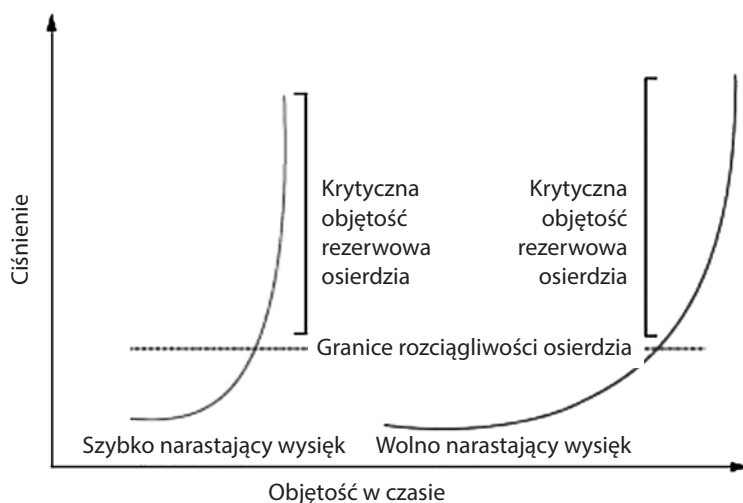 Ciśnienie
Krytyczna
objętość
rezerwowa
osierdzia
Krytyczna
objętość
rezerwowa
osierdzia
Granice rozciągliwości osierdzia
Szybko narastający wysięk
Wolno narastający wysięk
Objętość w czasie